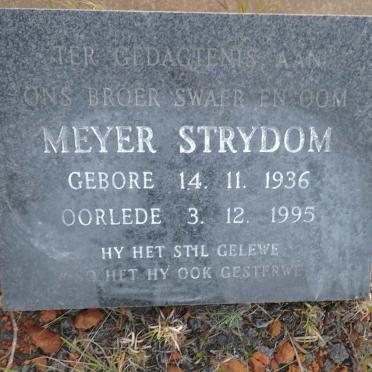 TER GEDAGTENIS AAN
ONS BROER SWAER EN OOM
MEYER STRYDOM
GEBORE 14. 11. 1936
OORLEDE 3. 12. 1995
HY HET STIL GELEWE
HET HY OOK GESTERWE